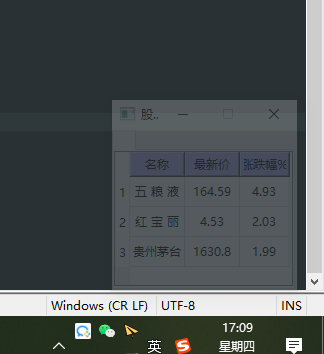 股..
名称 最新价 张跌幅%
1 五 粮 液 164.59 4.93
2 红 宝 丽 4.53 2.03
3 贵州茅台 1630.8 1.99
Windows (CR LF) UTF-8 INS
17:09
英 星期四